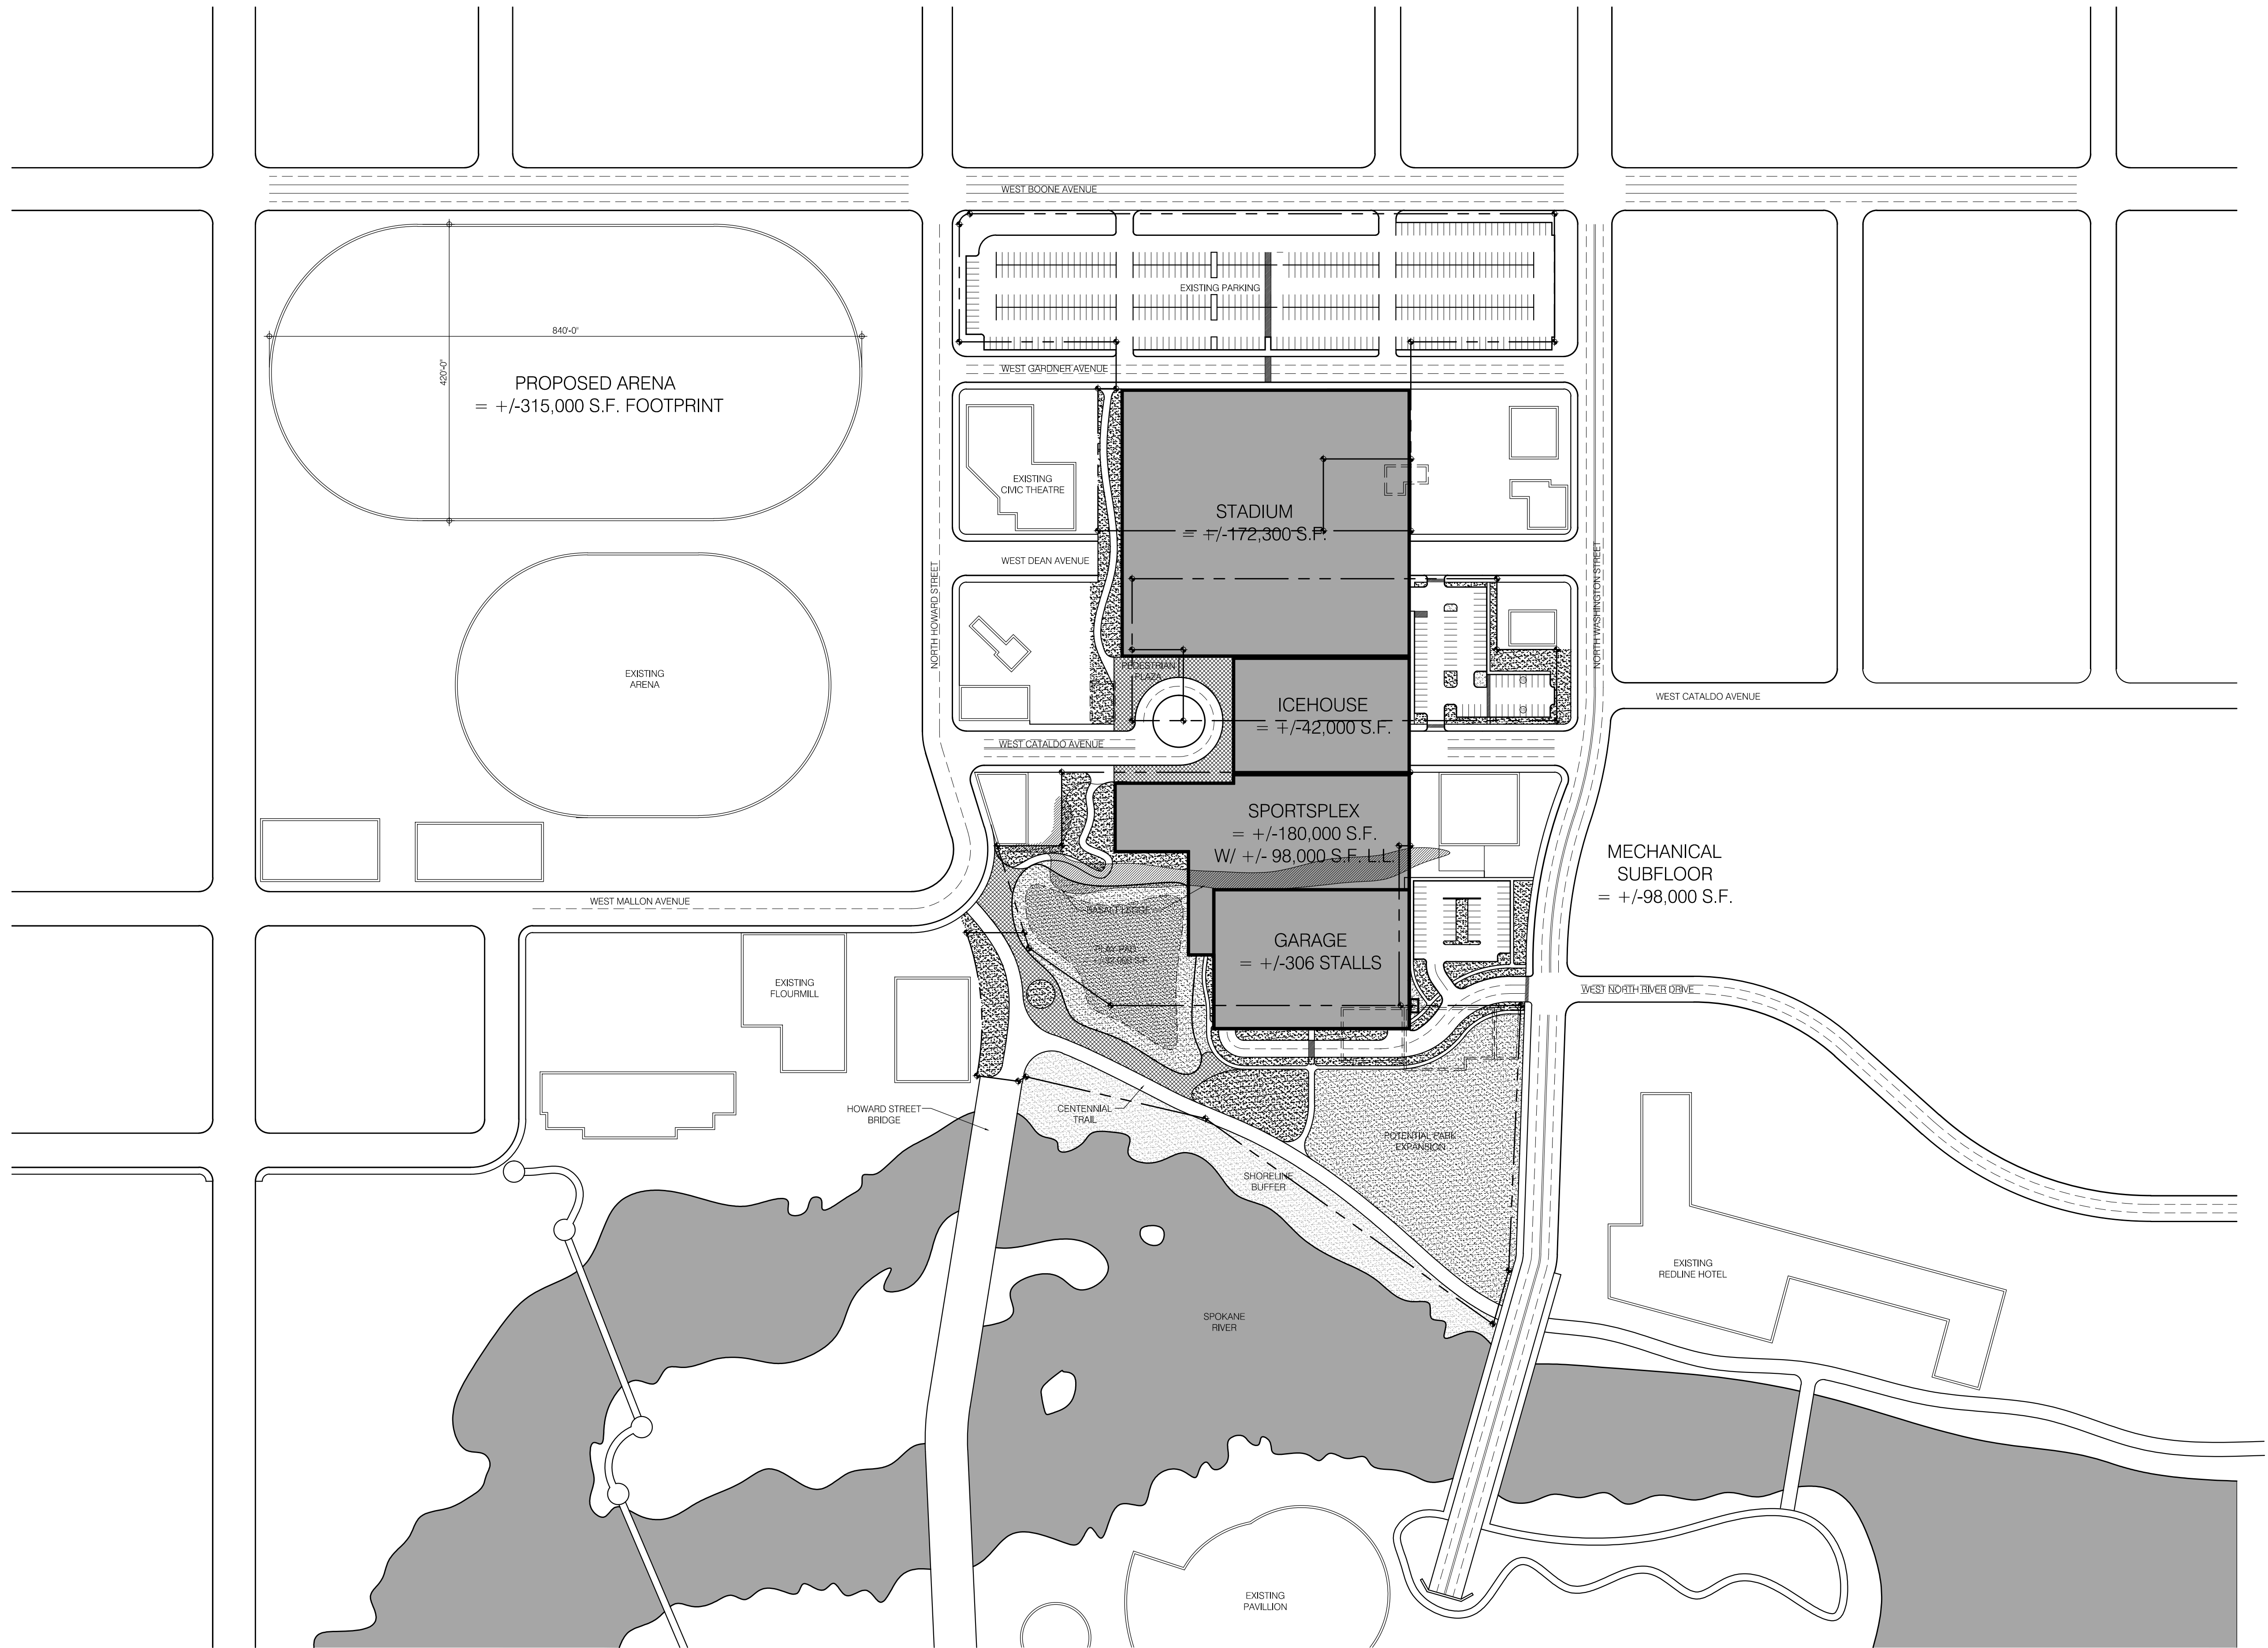 WEST BOONE AVENUE
EXISTING PARKING
WEST GARDNER AVENUE
840'-0"
420'-0"
PROPOSED ARENA
= +/-315,000 S.F. FOOTPRINT
EXISTING
CIVIC THEATRE
STADIUM
= +/-172,300 S.F.
WEST DEAN AVENUE
NORTH HOWARD STREET
NORTH WASHINGTON STREET
EXISTING
ARENA
PEDESTRIAN
PLAZA
ICEHOUSE
= +/-42,000 S.F.
WEST CATALDO AVENUE
WEST CATALDO AVENUE
SPORTSPLEX
= +/-180,000 S.F.
W/ +/- 98,000 S.F. L.L.
MECHANICAL
SUBFLOOR
= +/-98,000 S.F.
WEST MALLON AVENUE
BASALT LEDGE
PLAY PAD
S.F.
GARAGE
= +/-306 STALLS
EXISTING
FLOURMILL
WEST NORTH RIVER DRIVE
HOWARD STREET
BRIDGE
CENTENNIAL
TRAIL
POTENTIAL PARK
EXPANSION
SHORELINE
BUFFER
EXISTING
REDLINE HOTEL
SPOKANE
RIVER
EXISTING
PAVILLION